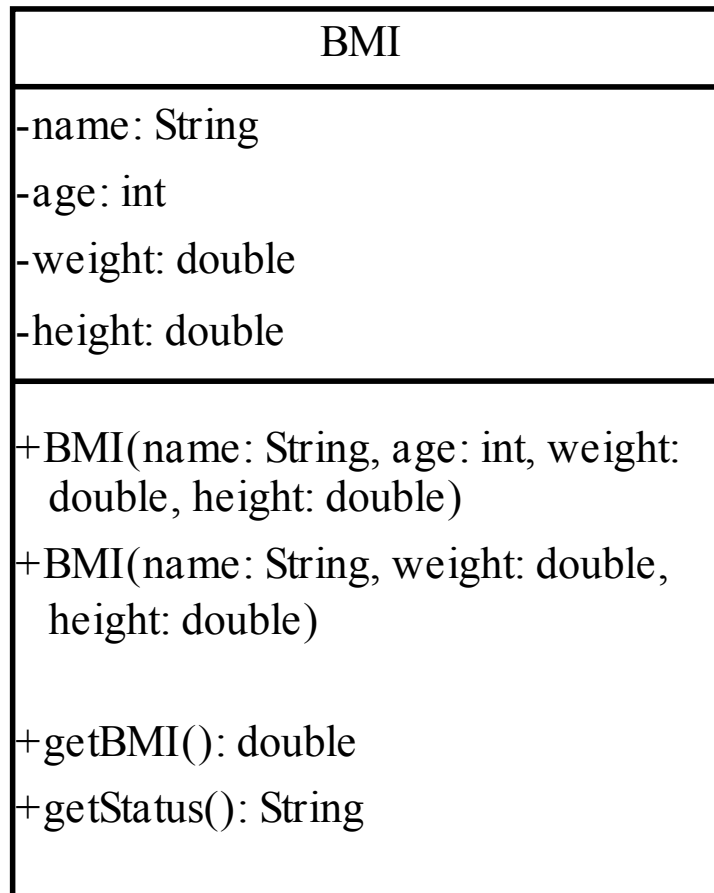 BMI
-name: String
-age: int
-weight: double
-height: double
+BMI(name: String, age: int, weight:
double, height: double)
+BMI(name: String, weight: double,
height: double)
+getBMI(): double
+getStatus(): String